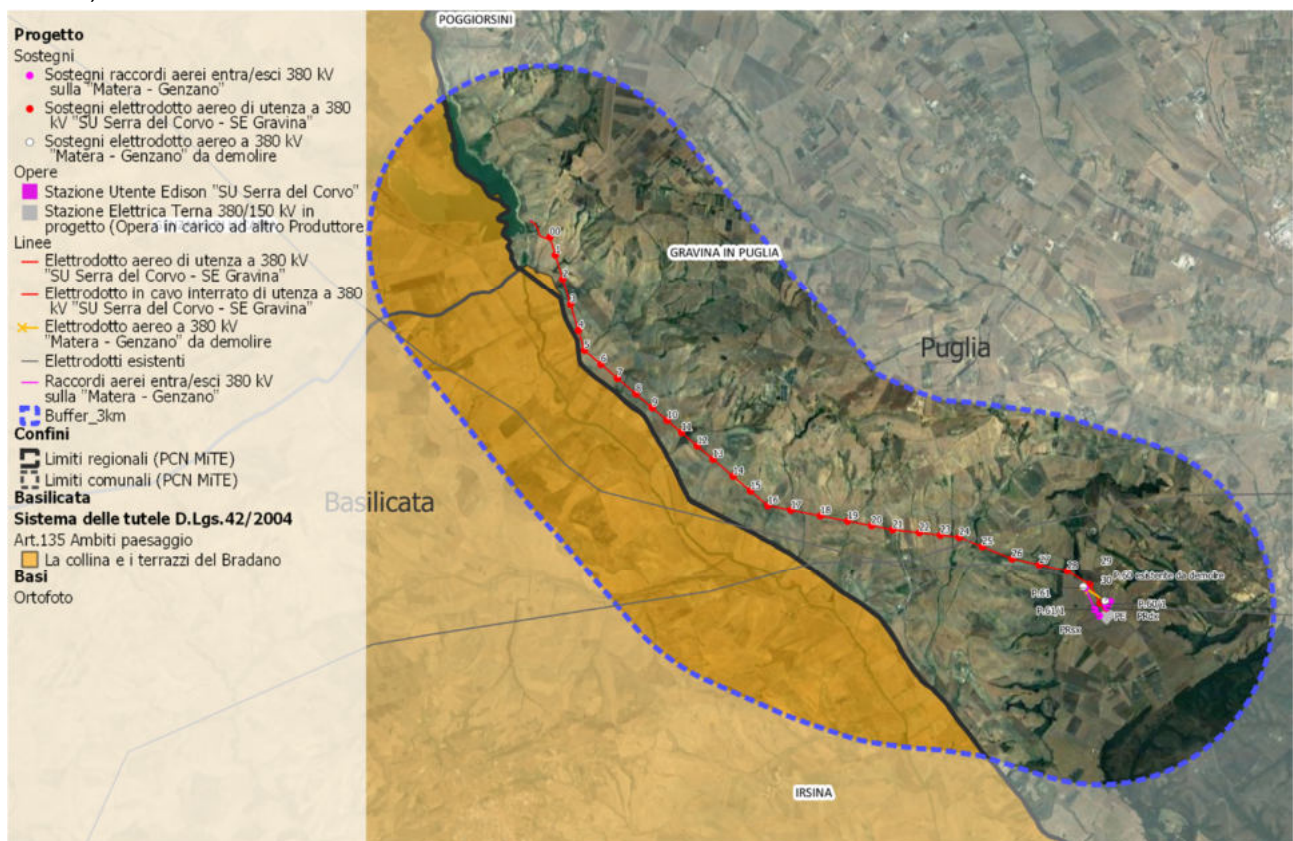 POGGIORSINI
Progetto
Sostegni
Sostegni raccordi aerei entra/esci 380 kV
sulla "Matera - Genzano"
Sostegni elettrodotto aereo di utenza a 380
kV "SU Serra del Corvo - SE Gravina"
Sostegni elettrodotto aereo a 380 kV
"Matera - Genzano" da demolire
Opere
Stazione Utente Edison "SU Serra del Corvo"
Stazione Elettrica Terna 380/150 kV in
progetto (Opera in carico ad altro Produttore
Linee
Elettrodotto aereo di utenza a 380 kV
"SU Serra del Corvo - SE Gravina"
Elettrodotto in cavo interrato di utenza a 380
kV "SU Serra del Corvo - SE Gravina"
Elettrodotto aereo a 380 kV
"Matera - Genzano" da demolire
Elettrodotti esistenti
Raccordi aerei entra/esci 380 kV
sulla "Matera - Genzano"
Buffer_3km
Confini
Limiti regionali (PCN MiTE)
Limiti comunali (PCN MiTE)
Basilicata
Sistema delle tutele D.Lgs.42/2004
Art.135 Ambiti paesaggio
La collina e i terrazzi del Bradano
Basi
Ortofoto
GRAVINA IN PUGLIA
Puglia
Basilicata
IRSINA
00
1
2
3
4
5
6
7
8
9
10
11
12
13
14
15
16
17
18
19
20
21
22
23
24
25
26
27
28
29
P.60 esistente da demolire
30
P.61
P.61/1
P.60/1
PE
PRdx
PRsx